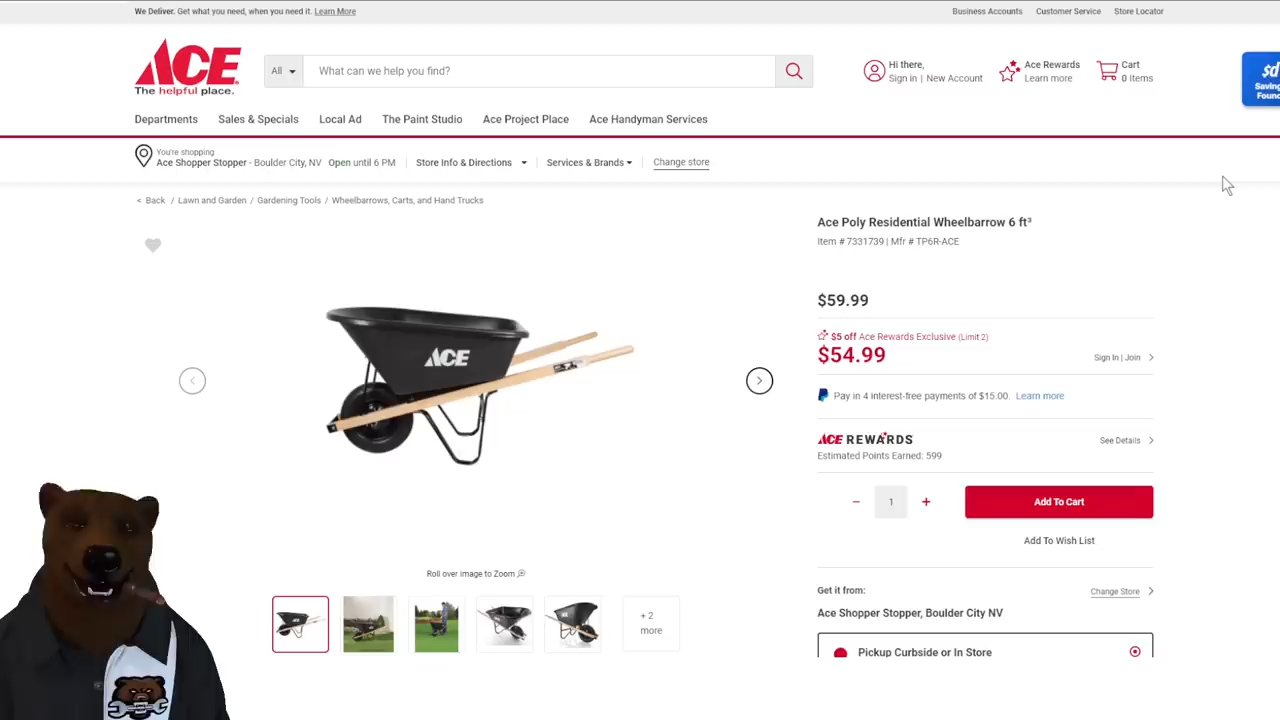 We Deliver. Get what you need, when you need it. Learn More
Business Accounts Customer Service Store Locator
ACE
The helpful place.
All
What can we help you find?
Hi there,
Sign in | New Account
Ace Rewards
Learn more
Cart
0 items
$d
Saving
Foun
Departments Sales & Specials Local Ad The Paint Studio Ace Project Place Ace Handyman Services
You're shopping
Ace Shopper Stopper - Boulder City, NV Open until 6 PM Store Info & Directions Services & Brands Change store
< Back / Lawn and Garden / Gardening Tools / Wheelbarrows, Carts, and Hand Trucks
Ace Poly Residential Wheelbarrow 6 ft³
Item # 7331739 | Mfr # TP6R-ACE
$59.99
$5 off Ace Rewards Exclusive (Limit 2)
$54.99
Sign In | Join
ACE
Pay in 4 interest-free payments of $15.00. Learn more
ACE REWARDS
See Details
Estimated Points Earned: 599
− 1 +
Add To Cart
Add To Wish List
Roll over image to Zoom
+ 2
more
Get it from:
Change Store
Ace Shopper Stopper, Boulder City NV
Pickup Curbside or In Store